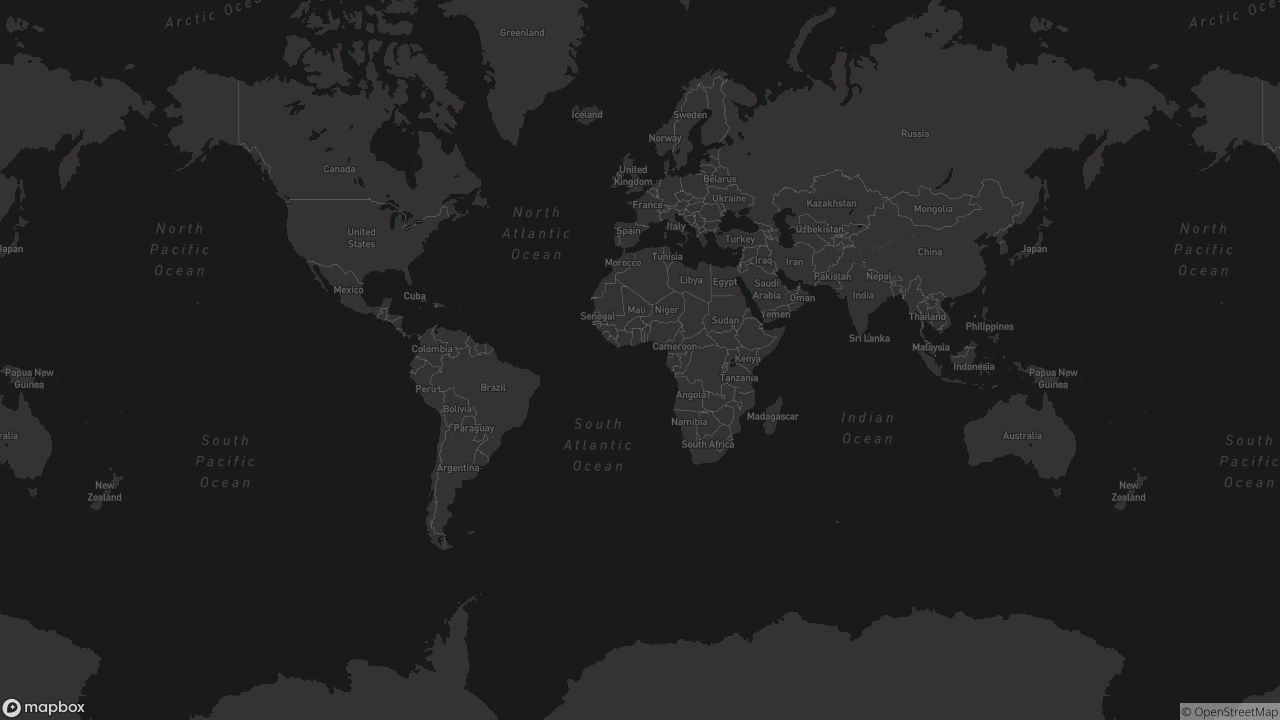 Arctic Ocea
Arctic Oce
Greenland
Iceland
Sweden
Norway
Russia
Canada
United
Kingdom
Belarus
Ukraine
France
Kazakhstan
Mongolia
North
Pacific
Ocean
North
Atlantic
Ocean
United
States
Spain
Italy
Turkey
Uzbekistan
China
Japan
Japan
North
Pacific
Ocean
Morocco
Tunisia
Iraq
Iran
Libya
Egypt
Saudi
Arabia
Pakistan
Nepal
Mexico
Cuba
Oman
India
Mali
Niger
Senegal
Sudan
Yemen
Thailand
Philippines
Sri Lanka
Colombia
Cameroon
Kenya
Malaysia
Indonesia
Papua New
Guinea
Papua New
Guinea
Peru
Brazil
Tanzania
Angola
Bolivia
Madagascar
Namibia
Paraguay
South
Atlantic
Ocean
Indian
Ocean
ralia
Australia
South
Pacific
Ocean
South Africa
South
Pacific
Ocean
Argentina
New
Zealand
New
Zealand
mapbox
© OpenStreetMap